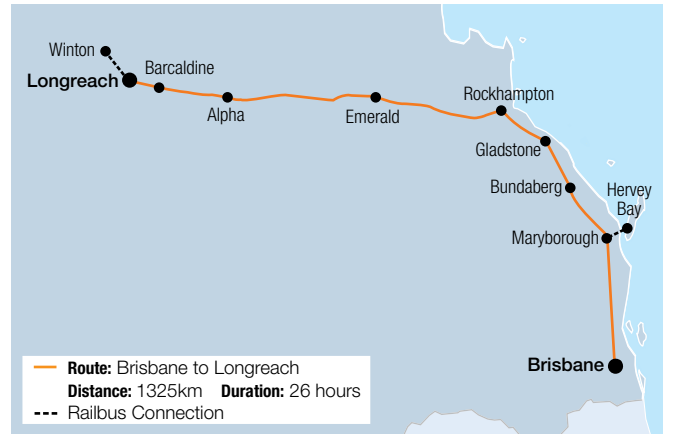 Winton
Longreach
Barcaldine
Alpha
Emerald
Rockhampton
Gladstone
Bundaberg
Hervey
Bay
Maryborough
Brisbane
Route: Brisbane to Longreach
Distance: 1325km Duration: 26 hours
Railbus Connection